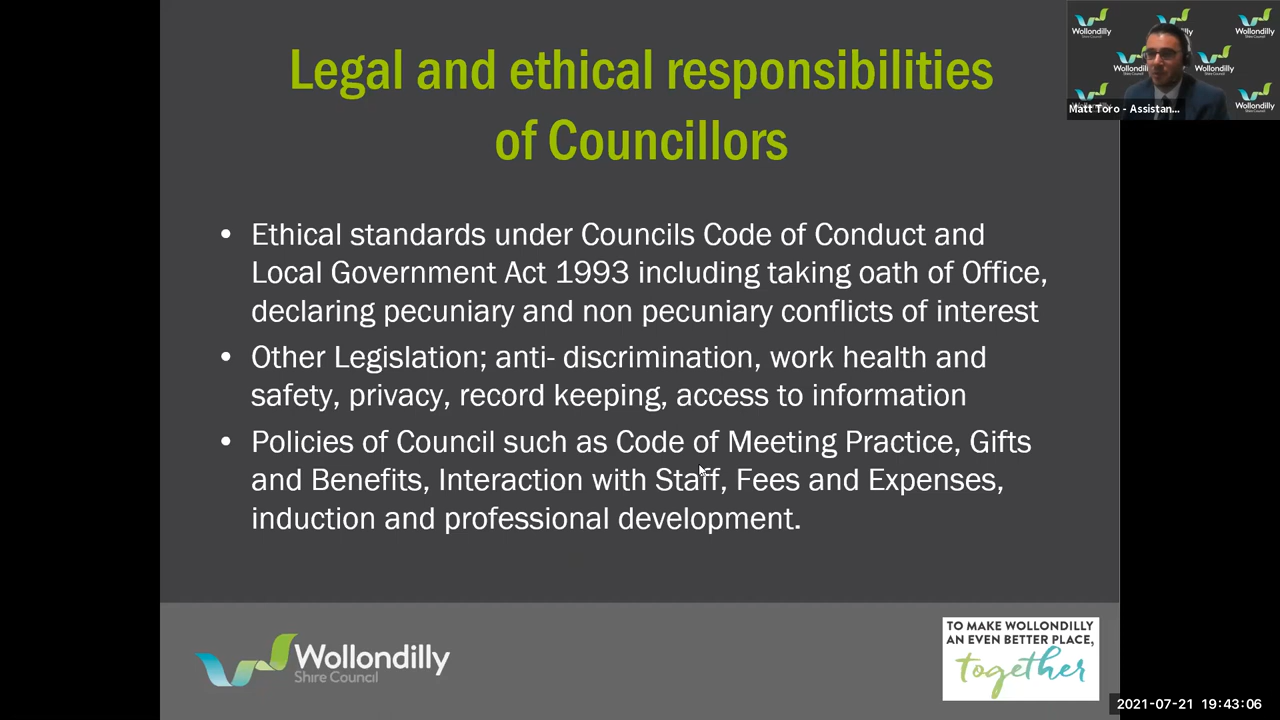 Legal and ethical responsibilities
of Councillors
• Ethical standards under Councils Code of Conduct and
Local Government Act 1993 including taking oath of Office,
declaring pecuniary and non pecuniary conflicts of interest
• Other Legislation; anti- discrimination, work health and
safety, privacy, record keeping, access to information
• Policies of Council such as Code of Meeting Practice, Gifts
and Benefits, Interaction with Staff, Fees and Expenses,
induction and professional development.
Wollondilly
Shire Council
TO MAKE WOLLONDILLY
AN EVEN BETTER PLACE,
together
Matt Toro - Assistan...
2021-07-21 19:43:06